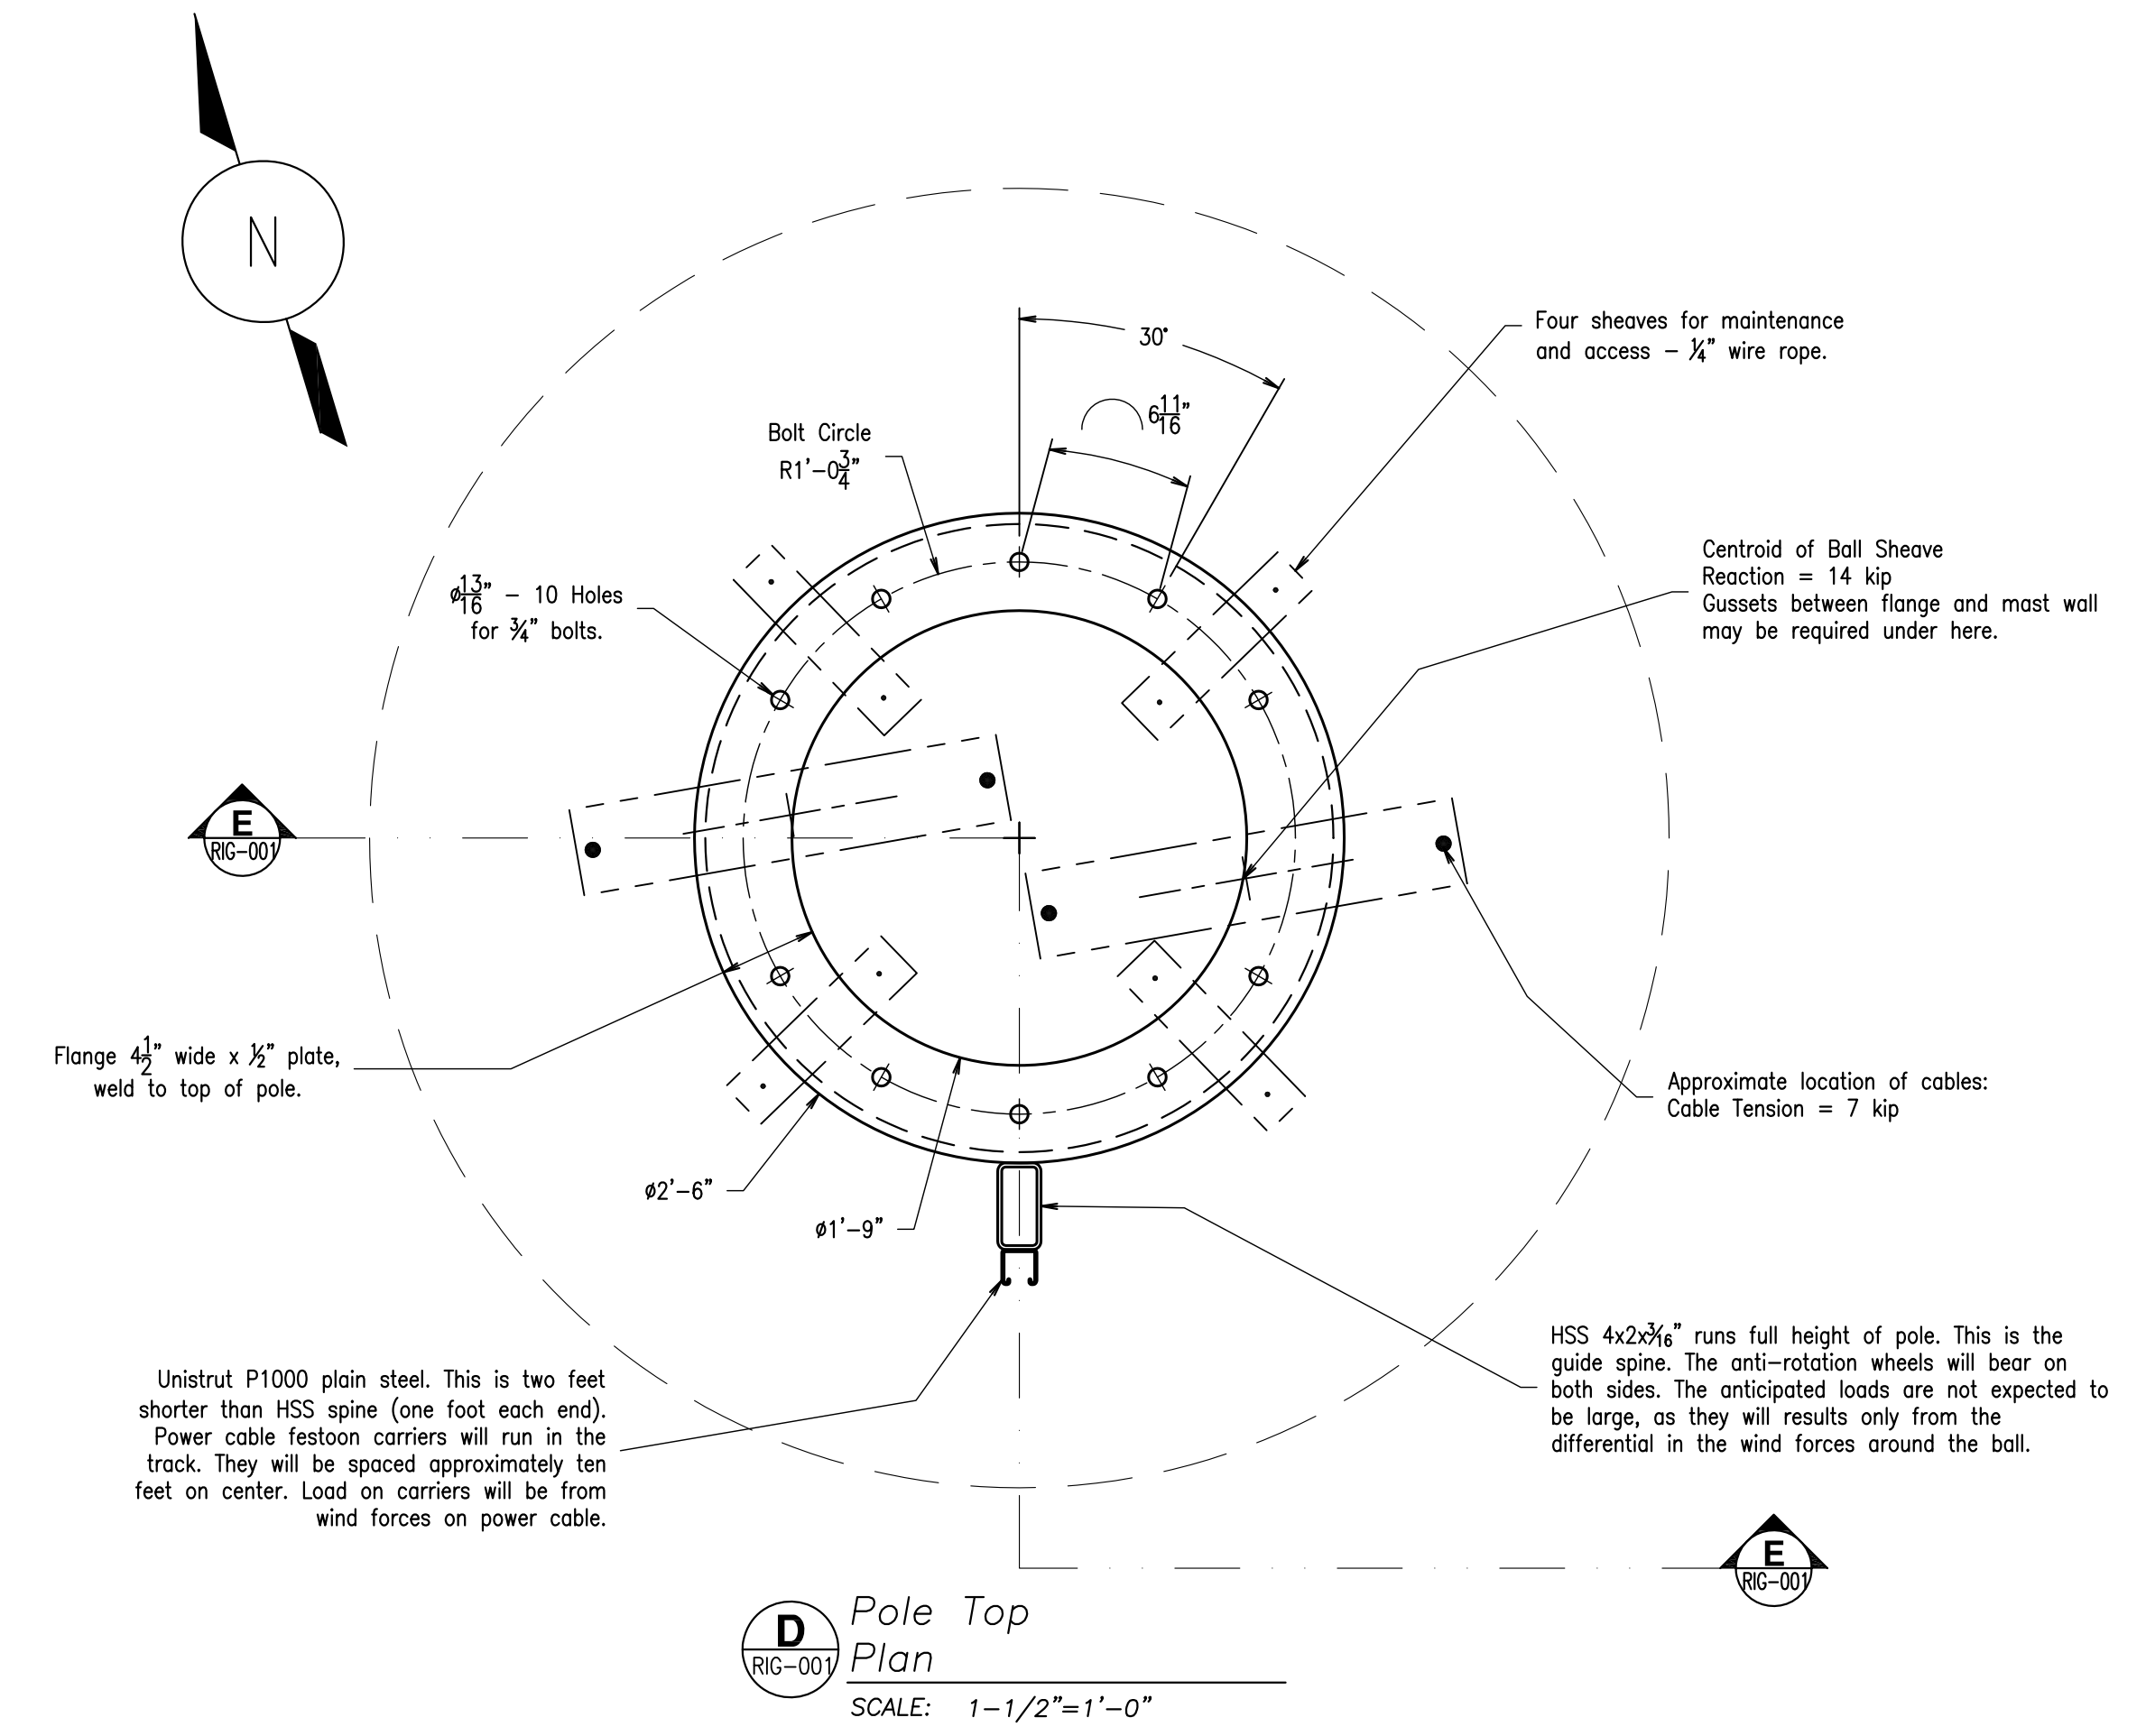 N
30°
Four sheaves for maintenance
and access – ¼” wire rope.
6 11/16”
Bolt Circle
R1’–0 3/4”
Centroid of Ball Sheave
Reaction = 14 kip
Gussets between flange and mast wall
may be required under here.
ø13/16” – 10 Holes
for ¾” bolts.
E
RIG–001
Flange 4 1/2” wide x ½” plate,
weld to top of pole.
Approximate location of cables:
Cable Tension = 7 kip
ø2’–6”
ø1’–9”
HSS 4x2x3/16” runs full height of pole. This is the
guide spine. The anti–rotation wheels will bear on
both sides. The anticipated loads are not expected to
be large, as they will results only from the
differential in the wind forces around the ball.
Unistrut P1000 plain steel. This is two feet
shorter than HSS spine (one foot each end).
Power cable festoon carriers will run in the
track. They will be spaced approximately ten
feet on center. Load on carriers will be from
wind forces on power cable.
E
RIG–001
D
RIG–001
Pole Top
Plan
SCALE: 1–1/2”=1’–0”